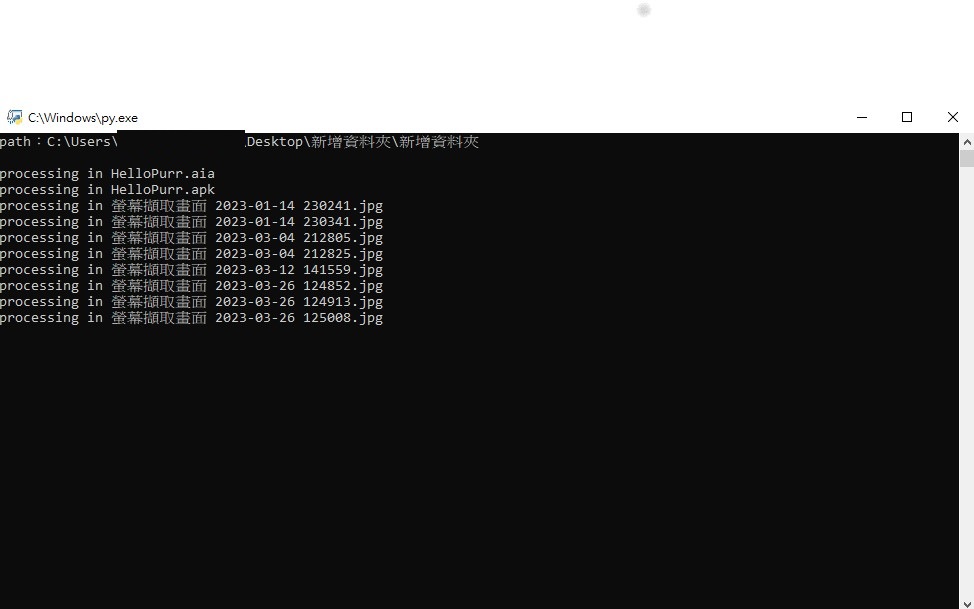 C:\Windows\py.exe
path：C:\Users\ Desktop\新增資料夾\新增資料夾
processing in HelloPurr.aia
processing in HelloPurr.apk
processing in 螢幕擷取畫面 2023-01-14 230241.jpg
processing in 螢幕擷取畫面 2023-01-14 230341.jpg
processing in 螢幕擷取畫面 2023-03-04 212805.jpg
processing in 螢幕擷取畫面 2023-03-04 212825.jpg
processing in 螢幕擷取畫面 2023-03-12 141559.jpg
processing in 螢幕擷取畫面 2023-03-26 124852.jpg
processing in 螢幕擷取畫面 2023-03-26 124913.jpg
processing in 螢幕擷取畫面 2023-03-26 125008.jpg